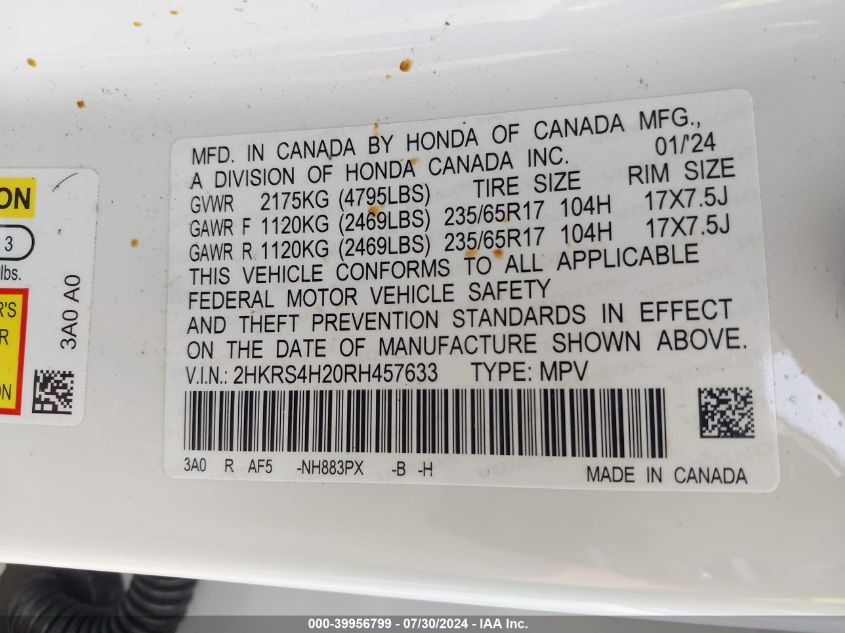 MFD. IN CANADA BY HONDA OF CANADA MFG.,
A DIVISION OF HONDA CANADA INC. 01/'24
GVWR 2175KG (4795LBS) TIRE SIZE RIM SIZE
GAWR F 1120KG (2469LBS) 235/65R17 104H 17X7.5J
GAWR R 1120KG (2469LBS) 235/65R17 104H 17X7.5J
THIS VEHICLE CONFORMS TO ALL APPLICABLE
FEDERAL MOTOR VEHICLE SAFETY
AND THEFT PREVENTION STANDARDS IN EFFECT
ON THE DATE OF MANUFACTURE SHOWN ABOVE.
V.I.N.: 2HKRS4H20RH457633 TYPE: MPV
3A0 R AF5 -NH883PX -B -H
MADE IN CANADA
ON
3
lbs.
R'S
R
ON
3A0 A0
000-39956799 / 07/30/2024 - IAA Inc.